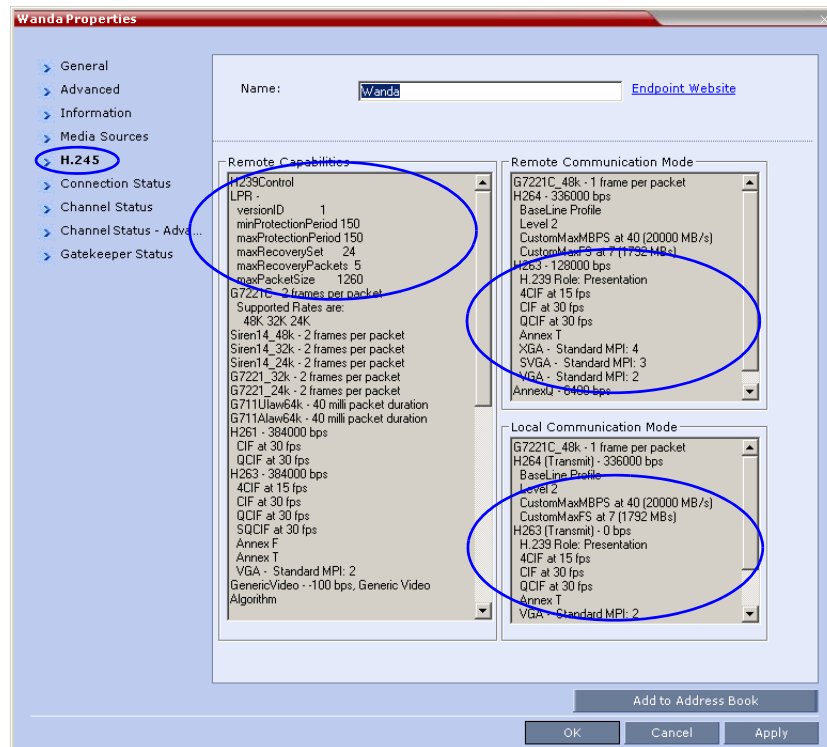 Wanda Properties
General
Advanced
Information
Media Sources
H.245
Connection Status
Channel Status
Channel Status - Adva...
Gatekeeper Status
Name:
Wanda
Endpoint Website
Remote Capabilities
H239Control
LPR -
versionID 1
minProtectionPeriod 150
maxProtectionPeriod 150
maxRecoverySet 24
maxRecoveryPackets 5
maxPacketSize 1260
G7221C - 2 frames per packet
Supported Rates are:
48K 32K 24K
Siren14_48k - 2 frames per packet
Siren14_32k - 2 frames per packet
Siren14_24k - 2 frames per packet
G7221_32k - 2 frames per packet
G7221_24k - 2 frames per packet
G711Ulaw64k - 40 milli packet duration
G711Alaw64k - 40 milli packet duration
H261 - 384000 bps
CIF at 30 fps
QCIF at 30 fps
H263 - 384000 bps
4CIF at 15 fps
CIF at 30 fps
QCIF at 30 fps
SQCIF at 30 fps
Annex F
Annex T
VGA - Standard MPI: 2
GenericVideo - -100 bps, Generic Video
Algorithm
Remote Communication Mode
G7221C_48k - 1 frame per packet
H264 - 336000 bps
BaseLine Profile
Level 2
CustomMaxMBPS at 40 (20000 MB/s)
CustomMaxFS at 7 (1792 MBs)
H263 - 128000 bps
H.239 Role: Presentation
4CIF at 15 fps
CIF at 30 fps
QCIF at 30 fps
Annex T
XGA - Standard MPI: 4
SVGA - Standard MPI: 3
VGA - Standard MPI: 2
AnnexQ - 6400 bps
Local Communication Mode
G7221C_48k - 1 frame per packet
H264 (Transmit) - 336000 bps
BaseLine Profile
Level 2
CustomMaxMBPS at 40 (20000 MB/s)
CustomMaxFS at 7 (1792 MBs)
H263 (Transmit) - 0 bps
H.239 Role: Presentation
4CIF at 15 fps
CIF at 30 fps
QCIF at 30 fps
Annex T
VGA - Standard MPI: 2
Add to Address Book
OK
Cancel
Apply